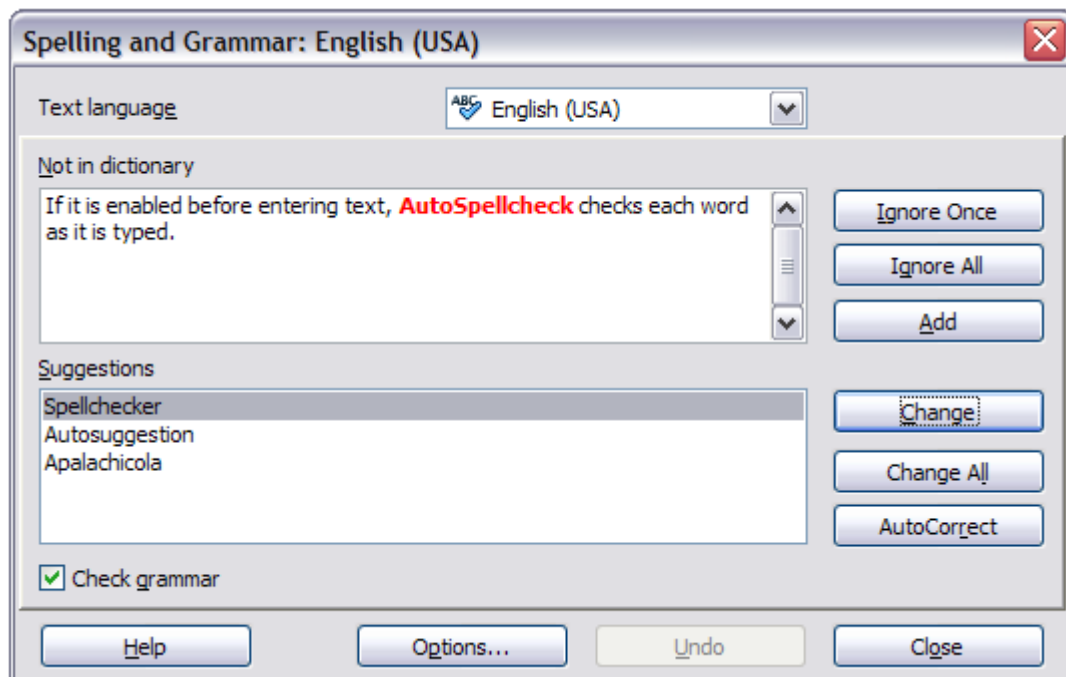 Spelling and Grammar: English (USA)
Text language
ABC English (USA)
Not in dictionary
If it is enabled before entering text, AutoSpellcheck checks each word
as it is typed.
Ignore Once
Ignore All
Add
Suggestions
Spellchecker
Autosuggestion
Apalachicola
Change
Change All
AutoCorrect
Check grammar
Help
Options...
Undo
Close